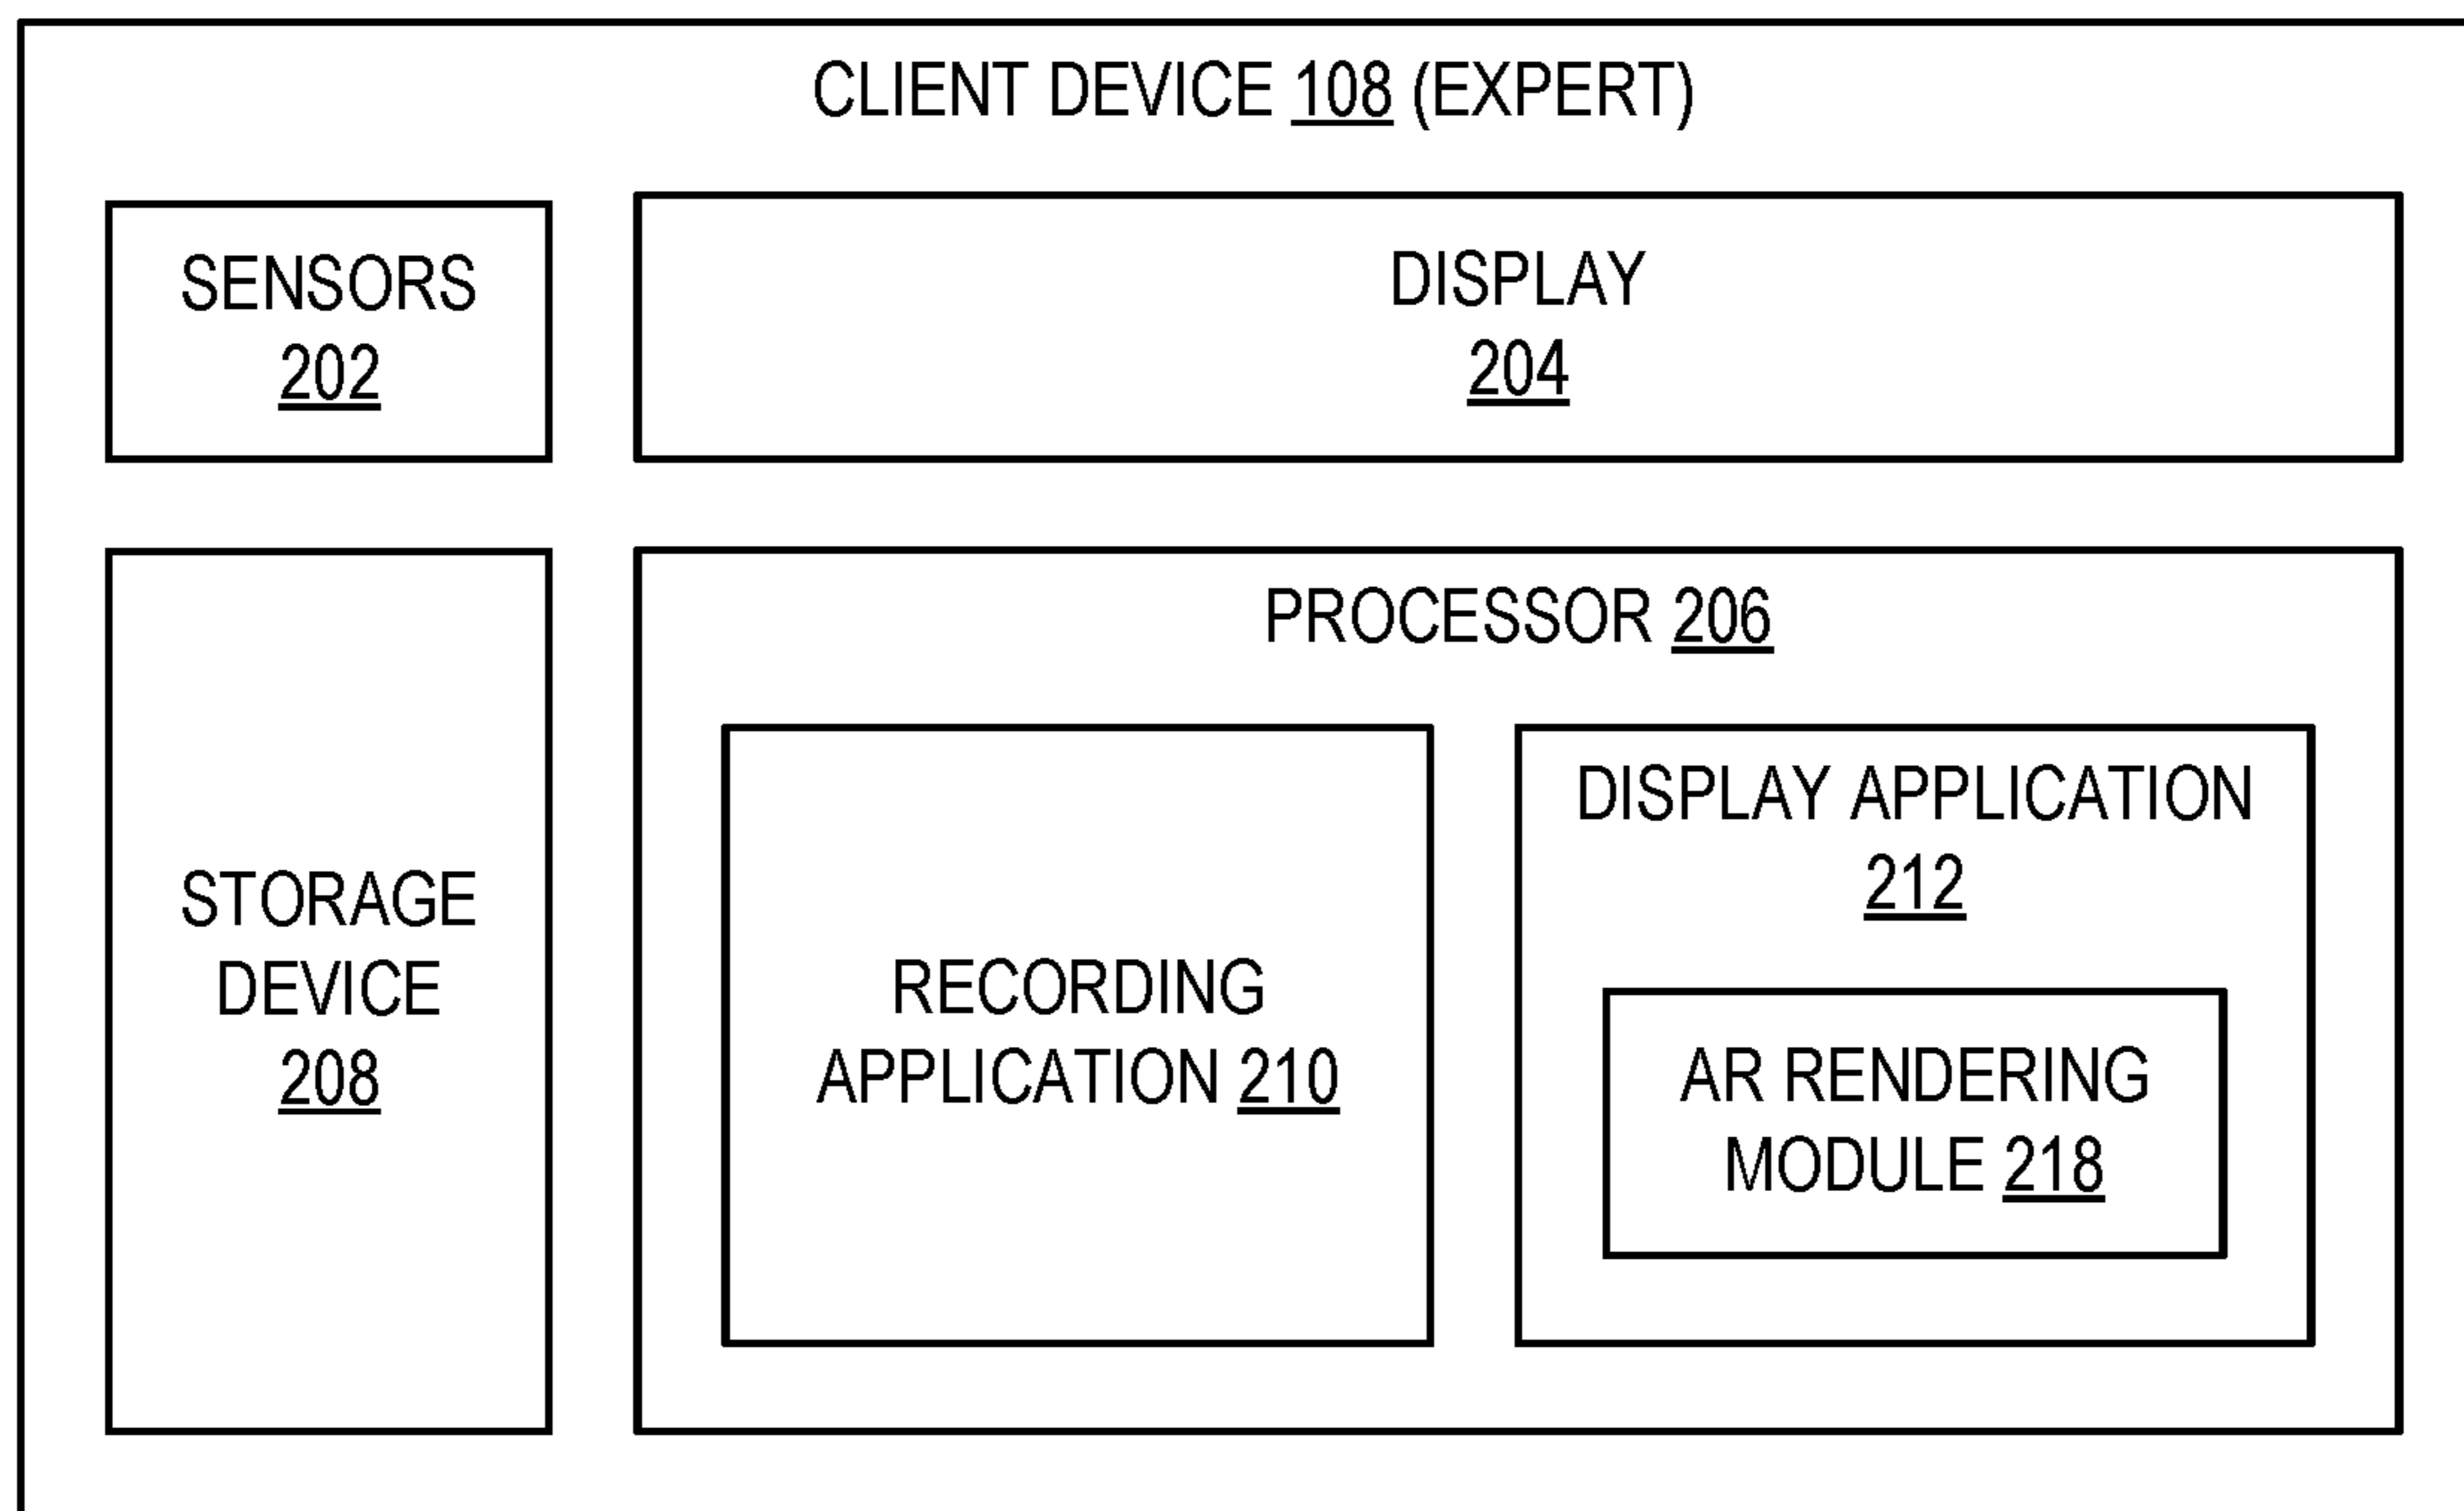 CLIENT DEVICE 108 (EXPERT)
SENSORS
202
DISPLAY
204
STORAGE
DEVICE
208
PROCESSOR 206
RECORDING
APPLICATION 210
DISPLAY APPLICATION
212
AR RENDERING
MODULE 218